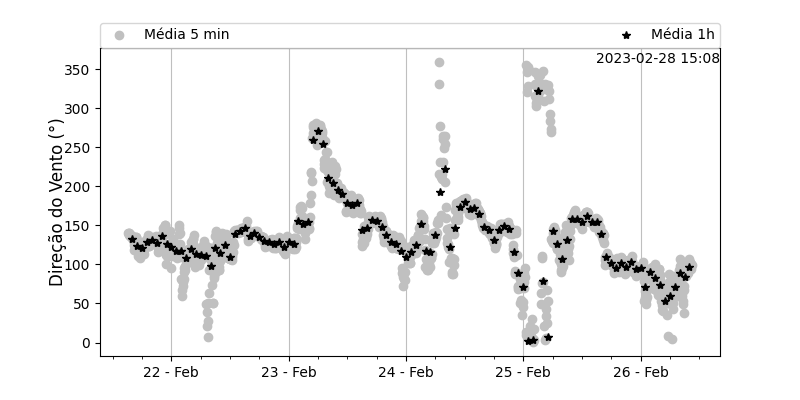 Média 5 min
Média 1h
2023-02-28 15:08
Direção do Vento (°)
350
300
250
200
150
100
50
0
22 - Feb
23 - Feb
24 - Feb
25 - Feb
26 - Feb